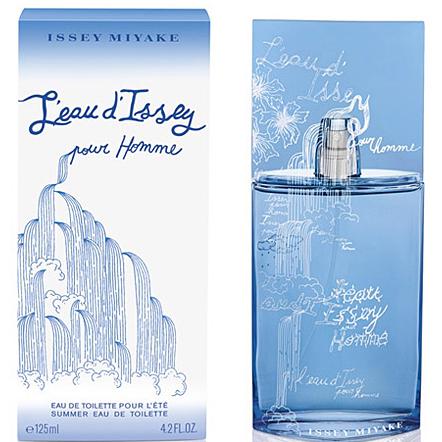 ISSEY MIYAKE
L'eau d'Issey
pour Homme
EAU DE TOILETTE POUR L'ÉTÉ
SUMMER EAU DE TOILETTE
℮ 125ml 4.2 FL.OZ.
L'eau d'
Issey
pour homme
l'eau
Issey
pour
Homme
l'eau d'Issey
pour homme
ISSEY MIYAKE